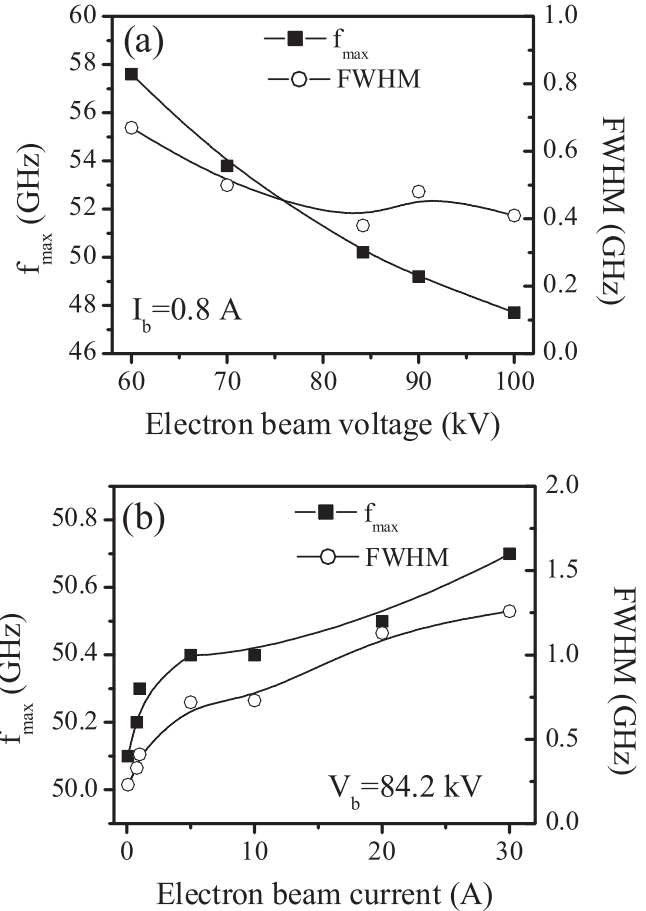 (a)
f_max
FWHM
60
58
56
54
52
50
48
46
f_max (GHz)
1.0
0.8
0.6
0.4
0.2
0.0
FWHM (GHz)
I_b=0.8 A
60 70 80 90 100
Electron beam voltage (kV)
(b)
f_max
FWHM
50.8
50.6
50.4
50.2
50.0
f_max (GHz)
2.0
1.5
1.0
0.5
0.0
FWHM (GHz)
V_b=84.2 kV
0 10 20 30
Electron beam current (A)